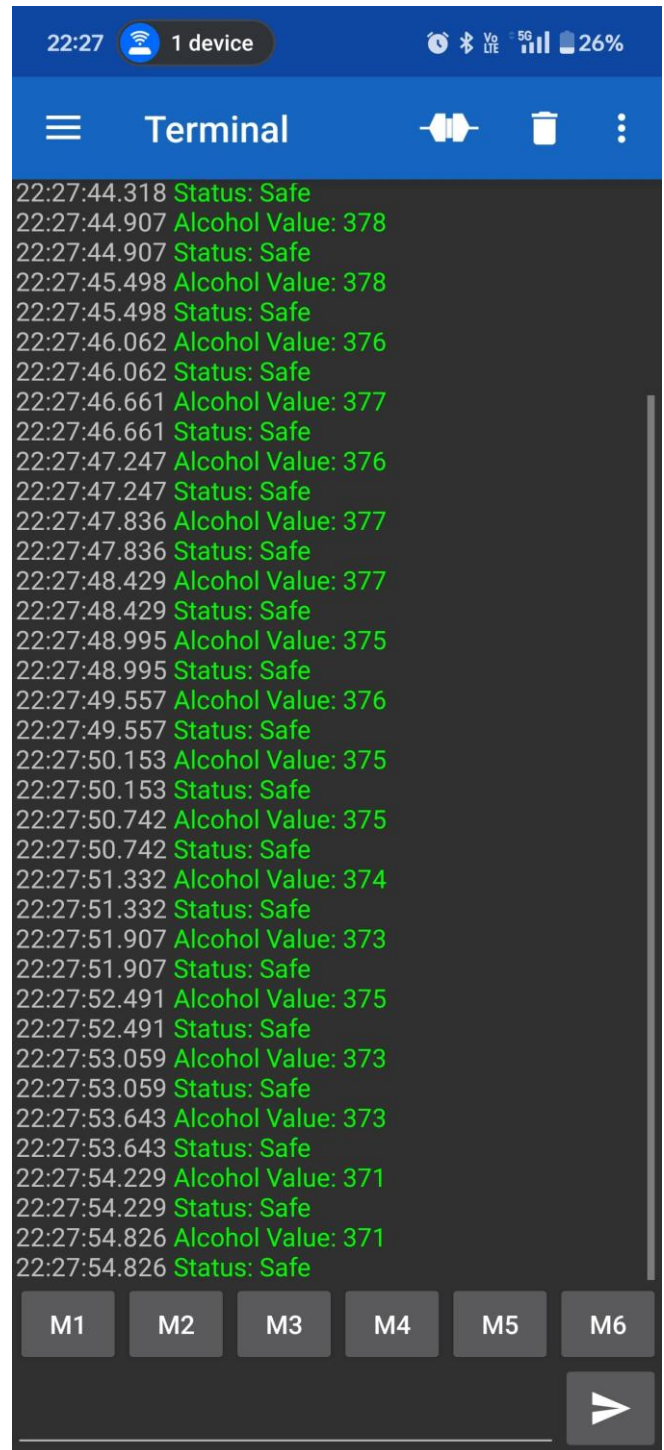 22:27 1 device Vo LTE 5G 26%
Terminal
22:27:44.318 Status: Safe
22:27:44.907 Alcohol Value: 378
22:27:44.907 Status: Safe
22:27:45.498 Alcohol Value: 378
22:27:45.498 Status: Safe
22:27:46.062 Alcohol Value: 376
22:27:46.062 Status: Safe
22:27:46.661 Alcohol Value: 377
22:27:46.661 Status: Safe
22:27:47.247 Alcohol Value: 376
22:27:47.247 Status: Safe
22:27:47.836 Alcohol Value: 377
22:27:47.836 Status: Safe
22:27:48.429 Alcohol Value: 377
22:27:48.429 Status: Safe
22:27:48.995 Alcohol Value: 375
22:27:48.995 Status: Safe
22:27:49.557 Alcohol Value: 376
22:27:49.557 Status: Safe
22:27:50.153 Alcohol Value: 375
22:27:50.153 Status: Safe
22:27:50.742 Alcohol Value: 375
22:27:50.742 Status: Safe
22:27:51.332 Alcohol Value: 374
22:27:51.332 Status: Safe
22:27:51.907 Alcohol Value: 373
22:27:51.907 Status: Safe
22:27:52.491 Alcohol Value: 375
22:27:52.491 Status: Safe
22:27:53.059 Alcohol Value: 373
22:27:53.059 Status: Safe
22:27:53.643 Alcohol Value: 373
22:27:53.643 Status: Safe
22:27:54.229 Alcohol Value: 371
22:27:54.229 Status: Safe
22:27:54.826 Alcohol Value: 371
22:27:54.826 Status: Safe
M1 M2 M3 M4 M5 M6